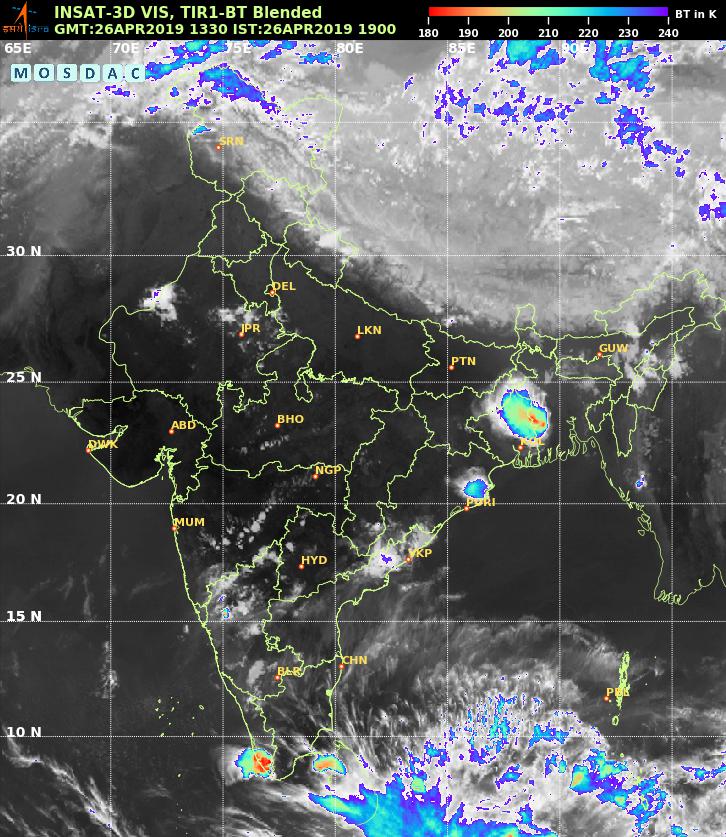 INSAT-3D VIS, TIR1-BT Blended
GMT:26APR2019 1330 IST:26APR2019 1900
BT in K
180 190 200 210 220 230 240
65E 70E 75E 80E 85E 90E
MOSDAC
SRN
30 N
DEL
JPR LKN
GUW
PTN
25 N
ABD BHO
DWK
NGP
20 N
PURI
MUM
VKP
HYD
15 N
CHN
BLR
PBL
10 N